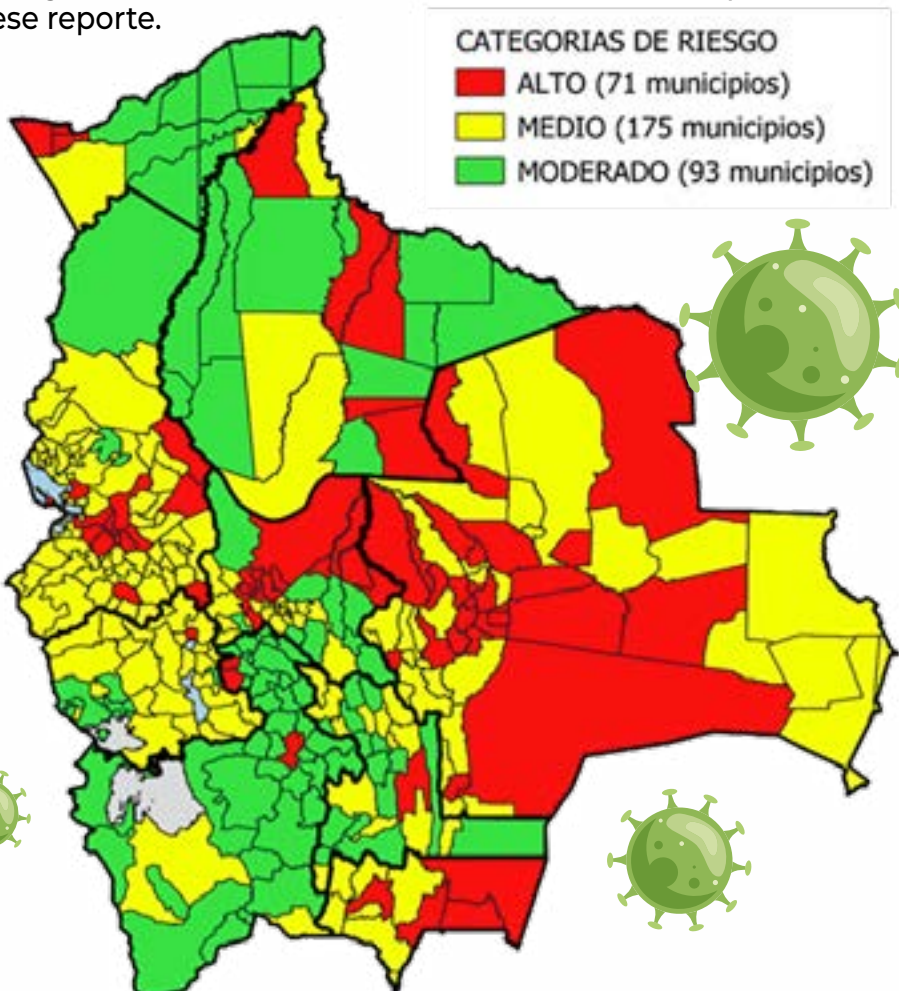 ese reporte.
CATEGORIAS DE RIESGO
ALTO (71 municipios)
MEDIO (175 municipios)
MODERADO (93 municipios)